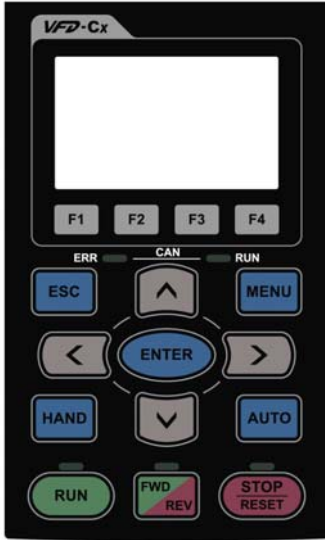 VFD-Cx
F1 F2 F3 F4
ERR CAN RUN
ESC MENU
ENTER
HAND AUTO
RUN FWD REV STOP RESET